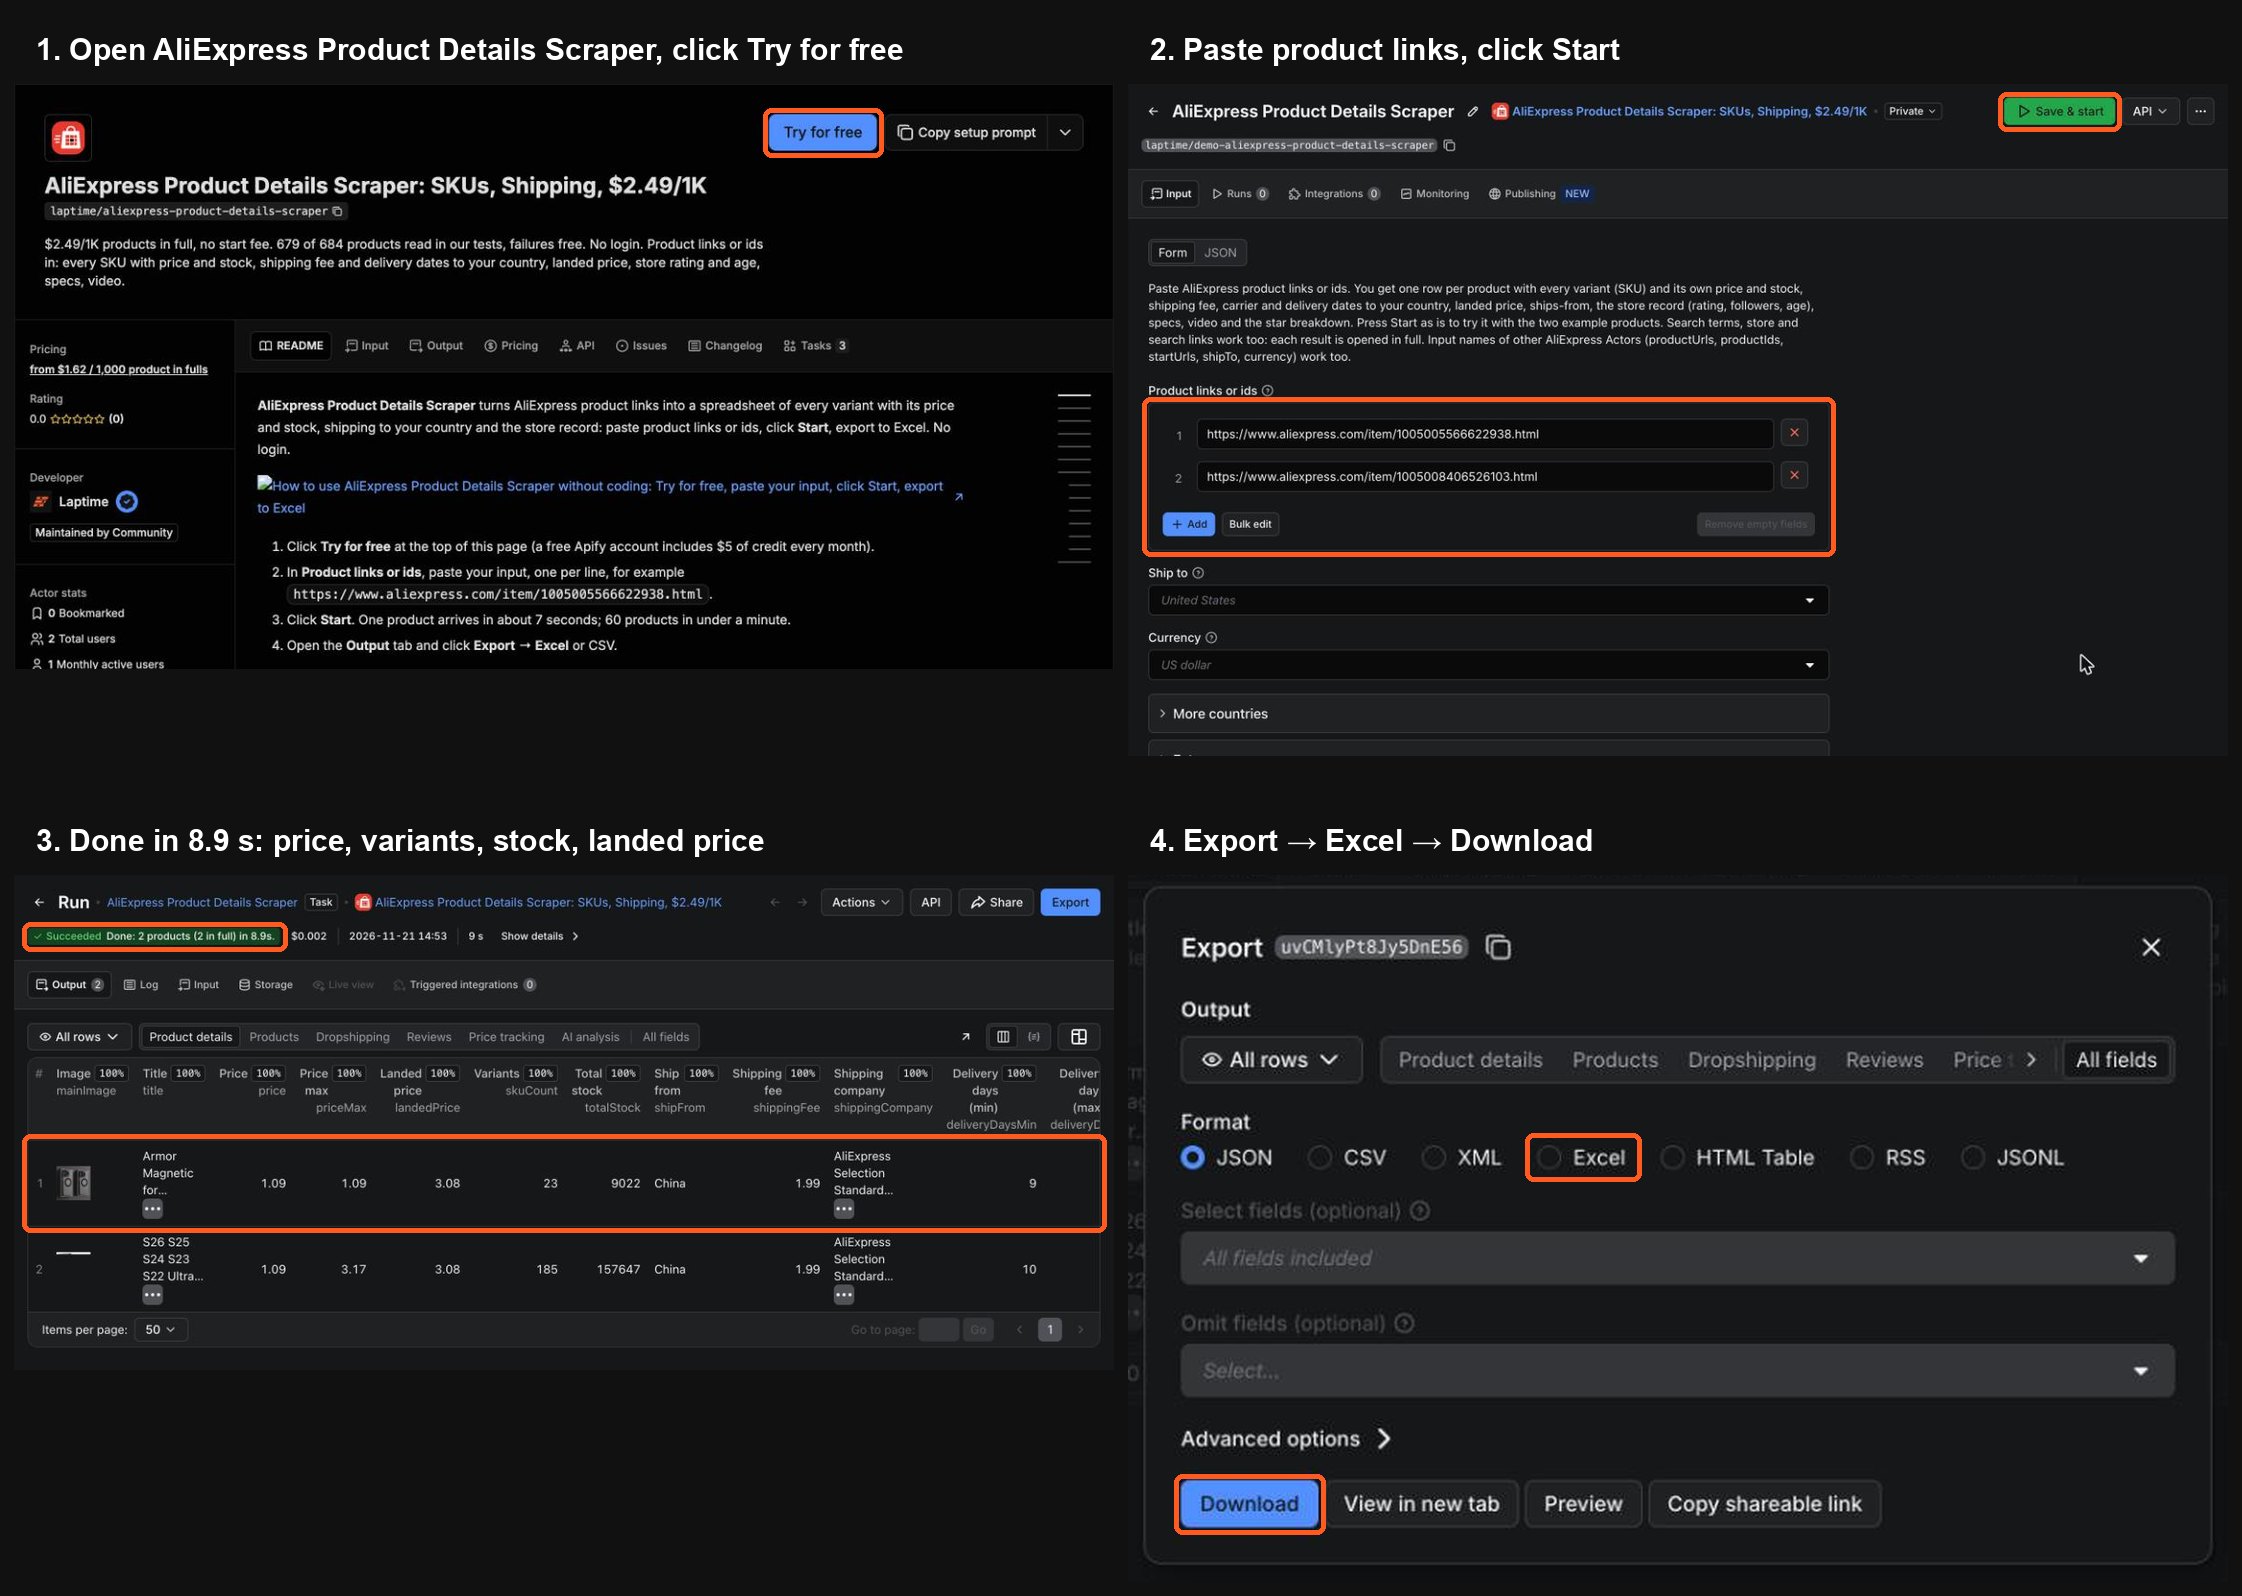 1. Open AliExpress Product Details Scraper, click Try for free
Try for free
Copy setup prompt
AliExpress Product Details Scraper: SKUs, Shipping, $2.49/1K
laptime/aliexpress-product-details-scraper
$2.49/1K products in full, no start fee. 679 of 684 products read in our tests, failures free. No login. Product links or ids
in: every SKU with price and stock, shipping fee and delivery dates to your country, landed price, store rating and age,
specs, video.
Pricing
from $1.62 / 1,000 product in fulls
Rating
0.0 (0)
Developer
Laptime
Maintained by Community
Actor stats
0 Bookmarked
2 Total users
1 Monthly active users
README Input Output Pricing API Issues Changelog Tasks 3
AliExpress Product Details Scraper turns AliExpress product links into a spreadsheet of every variant with its price
and stock, shipping to your country and the store record: paste product links or ids, click Start, export to Excel. No
login.
How to use AliExpress Product Details Scraper without coding: Try for free, paste your input, click Start, export
to Excel
1. Click Try for free at the top of this page (a free Apify account includes $5 of credit every month).
2. In Product links or ids, paste your input, one per line, for example
https://www.aliexpress.com/item/1005005566622938.html.
3. Click Start. One product arrives in about 7 seconds; 60 products in under a minute.
4. Open the Output tab and click Export → Excel or CSV.
2. Paste product links, click Start
AliExpress Product Details Scraper AliExpress Product Details Scraper: SKUs, Shipping, $2.49/1K Private Save & start API
laptime/demo-aliexpress-product-details-scraper
Input Runs 0 Integrations 0 Monitoring Publishing NEW
Form JSON
Paste AliExpress product links or ids. You get one row per product with every variant (SKU) and its own price and stock,
shipping fee, carrier and delivery dates to your country, landed price, ships-from, the store record (rating, followers, age),
specs, video and the star breakdown. Press Start as is to try it with the two example products. Search terms, store and
search links work too: each result is opened in full. Input names of other AliExpress Actors (productUrls, productIds,
startUrls, shipTo, currency) work too.
Product links or ids
1 https://www.aliexpress.com/item/1005005566622938.html
2 https://www.aliexpress.com/item/1005008406526103.html
+ Add Bulk edit Remove empty fields
Ship to
United States
Currency
US dollar
More countries
3. Done in 8.9 s: price, variants, stock, landed price
Run AliExpress Product Details Scraper Task AliExpress Product Details Scraper: SKUs, Shipping, $2.49/1K Actions API Share Export
Succeeded Done: 2 products (2 in full) in 8.9s. $0.002 2026-11-21 14:53 9 s Show details
Output 2 Log Input Storage Live view Triggered integrations 0
All rows Product details Products Dropshipping Reviews Price tracking AI analysis All fields
# Image 100% Title 100% Price 100% Price 100% Landed 100% Variants 100% Total 100% Ship 100% Shipping 100% Shipping 100% Delivery 100% Deliver
mainImage title price max price skuCount stock from fee company days day
priceMax landedPrice totalStock shipFrom shippingFee shippingCompany (min) (max
deliveryDaysMin deliveryD
1 Armor Magnetic for... 1.09 1.09 3.08 23 9022 China 1.99 AliExpress Selection Standard... 9
2 S26 S25 S24 S23 S22 Ultra... 1.09 3.17 3.08 185 157647 China 1.99 AliExpress Selection Standard... 10
Items per page: 50 Go to page: Go 1
4. Export → Excel → Download
Export uvCMlyPt8Jy5DnE56
Output
All rows Product details Products Dropshipping Reviews Price All fields
Format
JSON CSV XML Excel HTML Table RSS JSONL
Select fields (optional)
All fields included
Omit fields (optional)
Select...
Advanced options
Download View in new tab Preview Copy shareable link